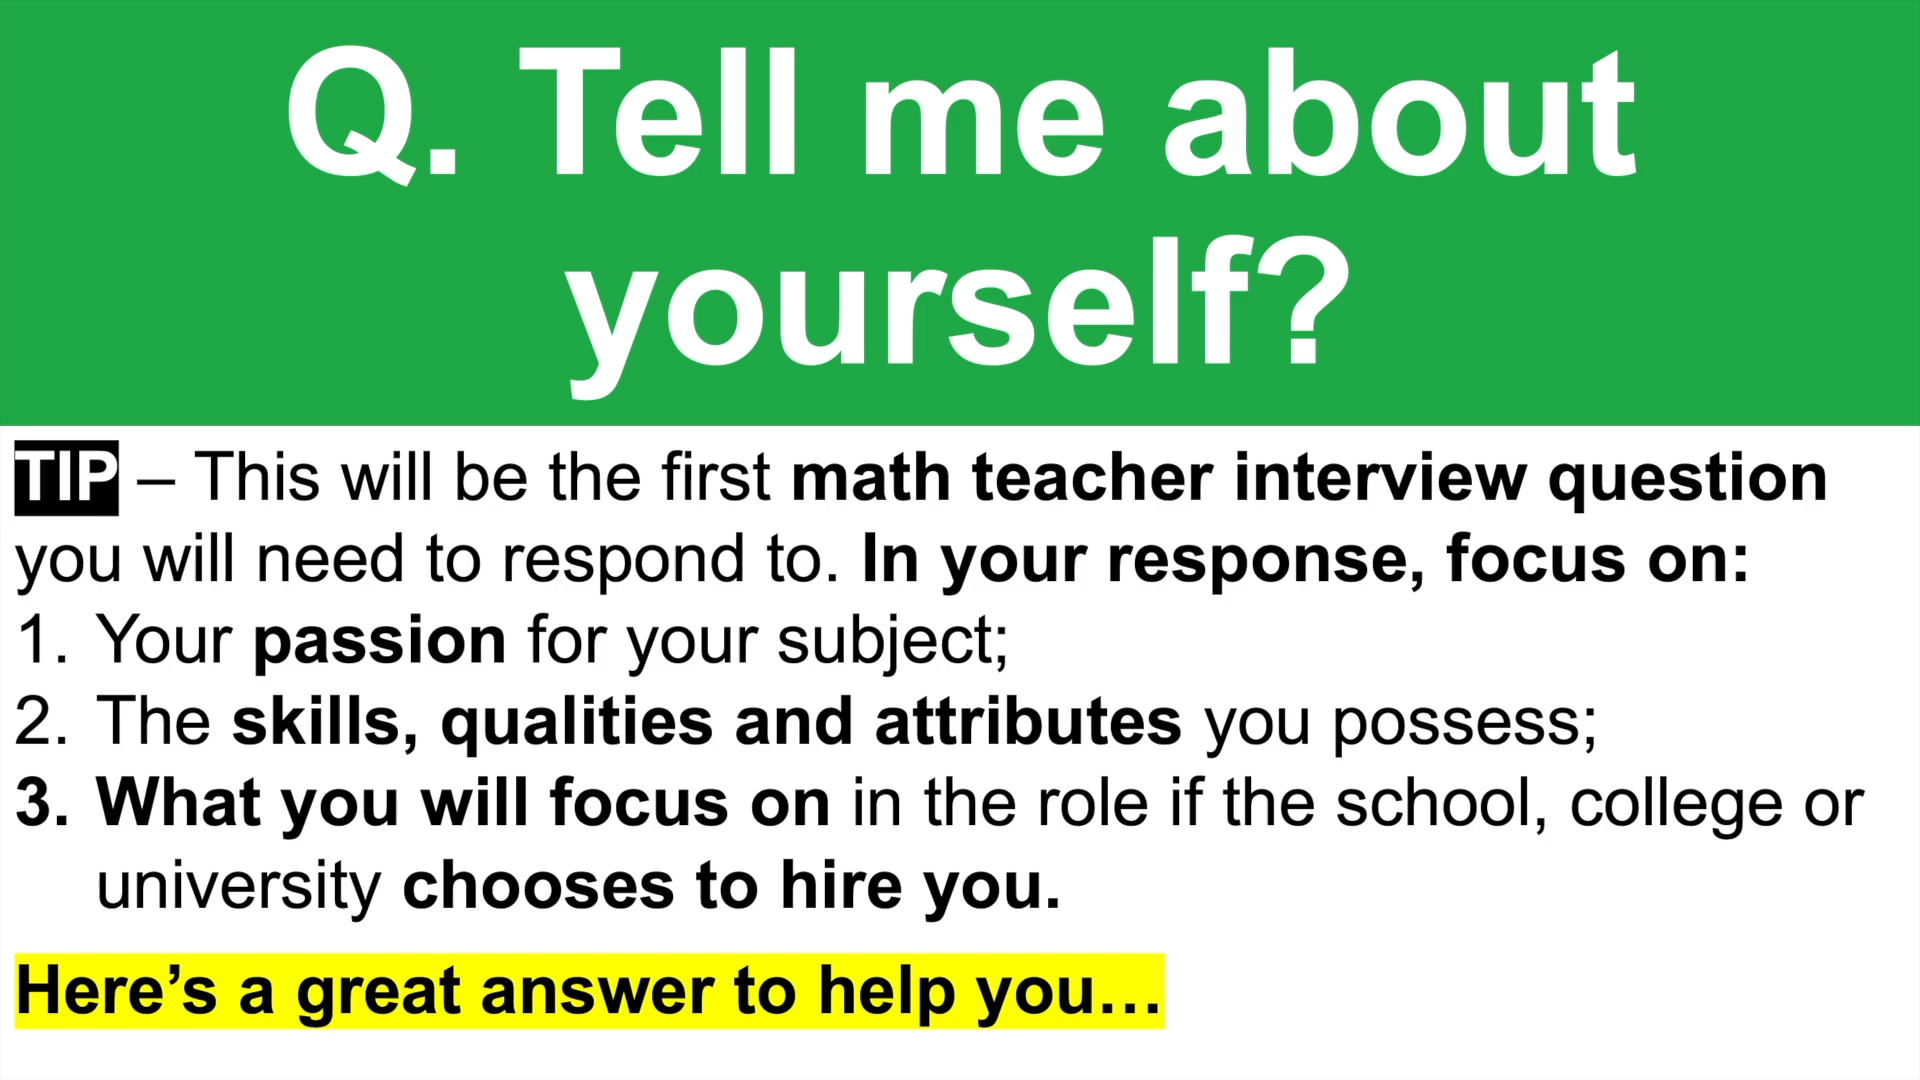 Q. Tell me about
yourself?
TIP – This will be the first math teacher interview question
you will need to respond to. In your response, focus on:
1. Your passion for your subject;
2. The skills, qualities and attributes you possess;
3. What you will focus on in the role if the school, college or
university chooses to hire you.
Here’s a great answer to help you…